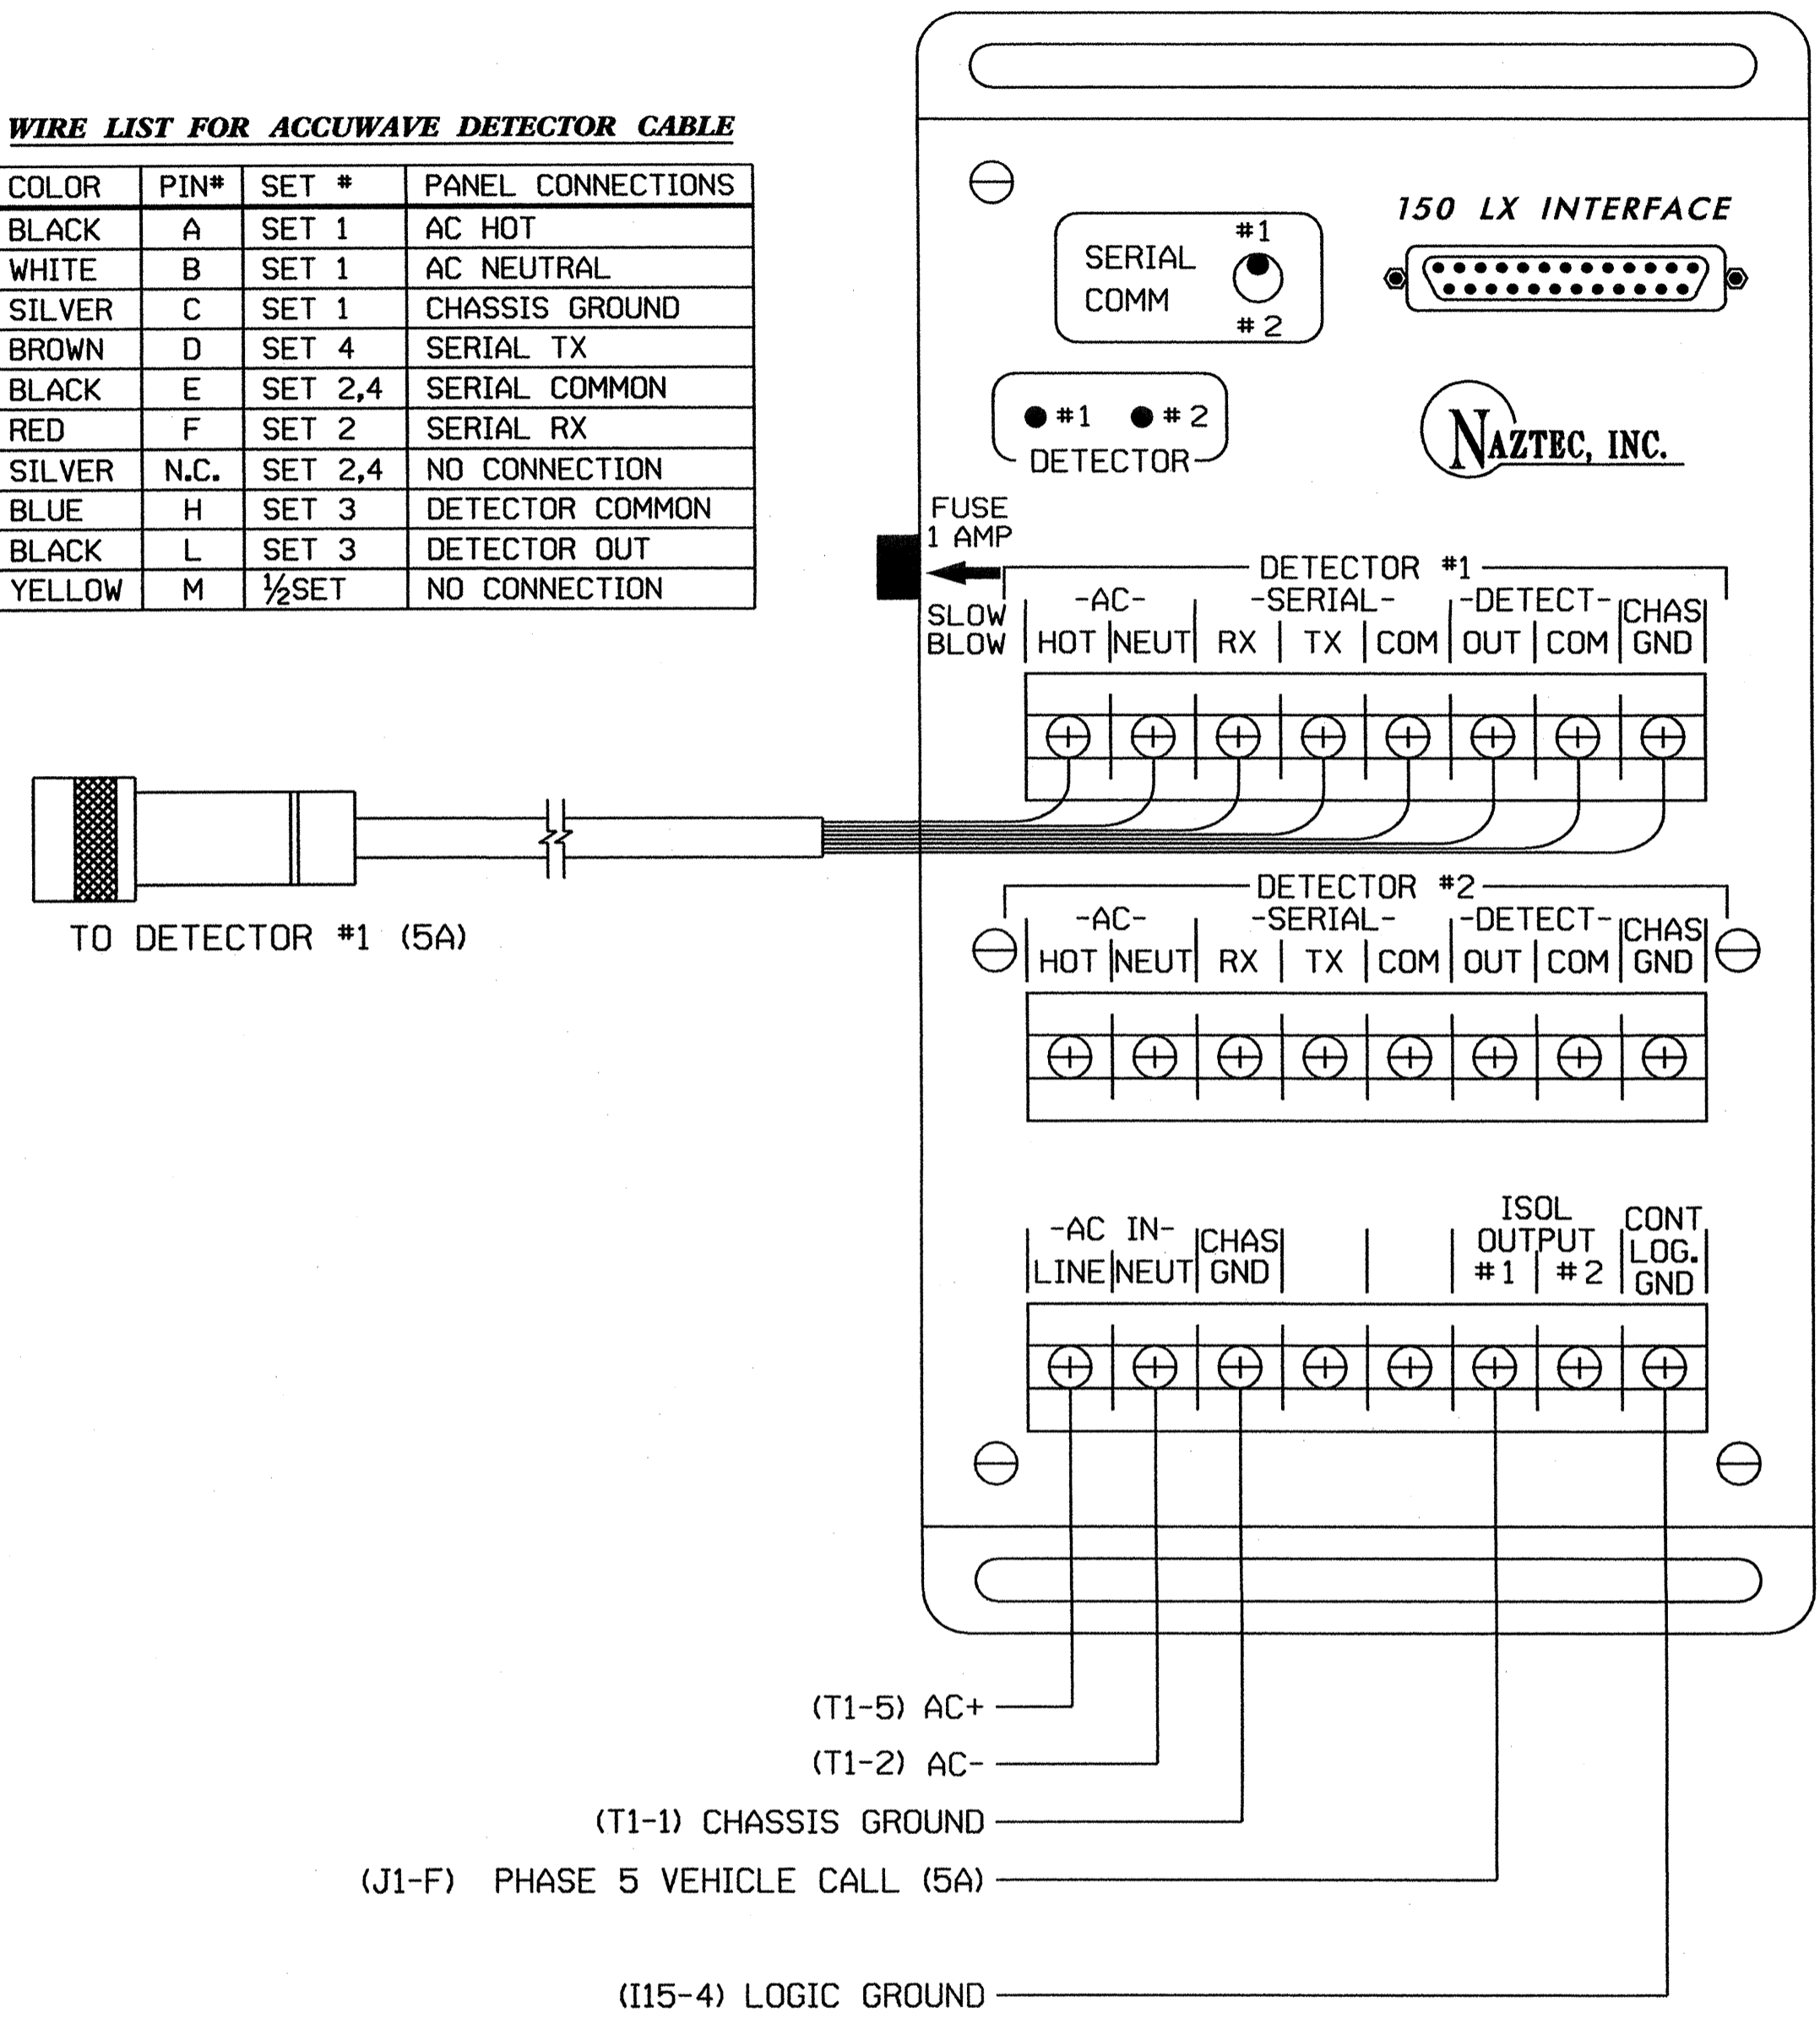 WIRE LIST FOR ACCUWAVE DETECTOR CABLE
COLOR PIN# SET # PANEL CONNECTIONS
BLACK A SET 1 AC HOT
WHITE B SET 1 AC NEUTRAL
SILVER C SET 1 CHASSIS GROUND
BROWN D SET 4 SERIAL TX
BLACK E SET 2,4 SERIAL COMMON
RED F SET 2 SERIAL RX
SILVER N.C. SET 2,4 NO CONNECTION
BLUE H SET 3 DETECTOR COMMON
BLACK L SET 3 DETECTOR OUT
YELLOW M ½SET NO CONNECTION
150 LX INTERFACE
SERIAL COMM
#1
#2
#1 #2
DETECTOR
NAZTEC, INC.
FUSE
1 AMP
SLOW
BLOW
DETECTOR #1
-AC- -SERIAL- -DETECT- CHAS
HOT NEUT RX TX COM OUT COM GND
TO DETECTOR #1 (5A)
DETECTOR #2
-AC- -SERIAL- -DETECT- CHAS
HOT NEUT RX TX COM OUT COM GND
-AC IN- CHAS ISOL OUTPUT CONT LOG.
LINE NEUT GND #1 #2 GND
(T1-5) AC+
(T1-2) AC-
(T1-1) CHASSIS GROUND
(J1-F) PHASE 5 VEHICLE CALL (5A)
(I15-4) LOGIC GROUND